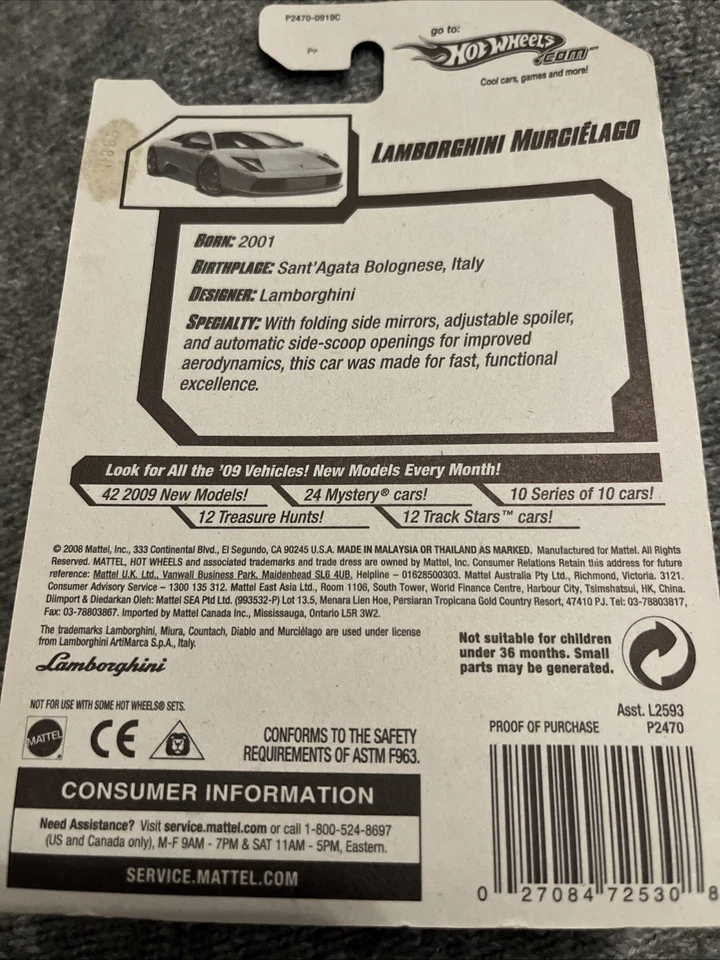 P2470-0919C
PP
go to:
HOT WHEELS
.COM™
Cool cars, games and more!
LAMBORGHINI MURCIÉLAGO
BORN: 2001
BIRTHPLACE: Sant'Agata Bolognese, Italy
DESIGNER: Lamborghini
SPECIALTY: With folding side mirrors, adjustable spoiler,
and automatic side-scoop openings for improved
aerodynamics, this car was made for fast, functional
excellence.
Look for All the '09 Vehicles! New Models Every Month!
42 2009 New Models! 24 Mystery® cars! 10 Series of 10 cars!
12 Treasure Hunts! 12 Track Stars™ cars!
© 2008 Mattel, Inc., 333 Continental Blvd., El Segundo, CA 90245 U.S.A. MADE IN MALAYSIA OR THAILAND AS MARKED. Manufactured for Mattel. All Rights
Reserved. MATTEL, HOT WHEELS and associated trademarks and trade dress are owned by Mattel, Inc. Consumer Relations Retain this address for future
reference: Mattel U.K. Ltd., Vanwall Business Park, Maidenhead SL6 4UB. Helpline – 01628500303. Mattel Australia Pty Ltd., Richmond, Victoria. 3121.
Consumer Advisory Service – 1300 135 312. Mattel East Asia Ltd., Room 1106, South Tower, World Finance Centre, Harbour City, Tsimshatsui, HK, China.
Diimport & Diedarkan Oleh: Mattel SEA Ptd Ltd. (993532-P) Lot 13.5, Menara Lien Hoe, Persiaran Tropicana Gold Country Resort, 47410 PJ. Tel: 03-78803817,
Fax: 03-78803867. Imported by Mattel Canada Inc., Mississauga, Ontario L5R 3W2.
The trademarks Lamborghini, Miura, Countach, Diablo and Murciélago are used under license
from Lamborghini ArtiMarca S.p.A., Italy.
Lamborghini
Not suitable for children
under 36 months. Small
parts may be generated.
NOT FOR USE WITH SOME HOT WHEELS® SETS.
MATTEL
CE
CONFORMS TO THE SAFETY
REQUIREMENTS OF ASTM F963.
Asst. L2593
PROOF OF PURCHASE P2470
CONSUMER INFORMATION
Need Assistance? Visit service.mattel.com or call 1-800-524-8697
(US and Canada only), M-F 9AM - 7PM & SAT 11AM - 5PM, Eastern.
SERVICE.MATTEL.COM
0 27084 72530 8